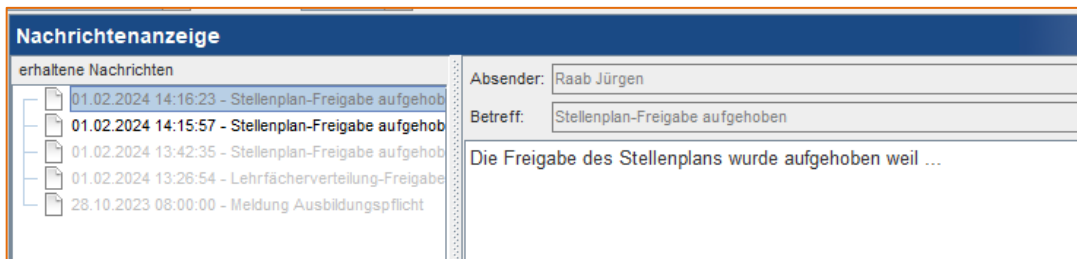 Nachrichtenanzeige
erhaltene Nachrichten
01.02.2024 14:16:23 - Stellenplan-Freigabe aufgehob
01.02.2024 14:15:57 - Stellenplan-Freigabe aufgehob
01.02.2024 13:42:35 - Stellenplan-Freigabe aufgehob
01.02.2024 13:26:54 - Lehrfächerverteilung-Freigabe
28.10.2023 08:00:00 - Meldung Ausbildungspflicht
Absender: Raab Jürgen
Betreff: Stellenplan-Freigabe aufgehoben
Die Freigabe des Stellenplans wurde aufgehoben weil ...